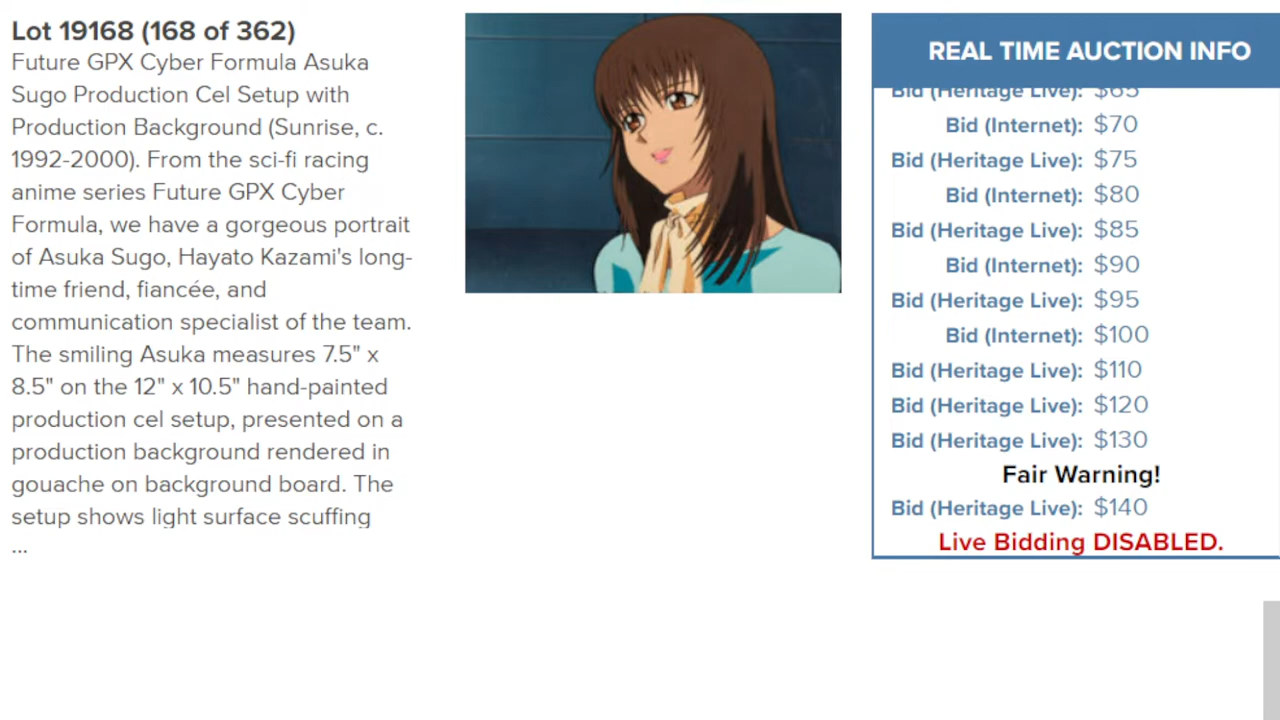 Lot 19168 (168 of 362)
Future GPX Cyber Formula Asuka
Sugo Production Cel Setup with
Production Background (Sunrise, c.
1992-2000). From the sci-fi racing
anime series Future GPX Cyber
Formula, we have a gorgeous portrait
of Asuka Sugo, Hayato Kazami's long-
time friend, fiancée, and
communication specialist of the team.
The smiling Asuka measures 7.5" x
8.5" on the 12" x 10.5" hand-painted
production cel setup, presented on a
production background rendered in
gouache on background board. The
setup shows light surface scuffing
...
REAL TIME AUCTION INFO
Bid (Heritage Live): $65
Bid (Internet): $70
Bid (Heritage Live): $75
Bid (Internet): $80
Bid (Heritage Live): $85
Bid (Internet): $90
Bid (Heritage Live): $95
Bid (Internet): $100
Bid (Heritage Live): $110
Bid (Heritage Live): $120
Bid (Heritage Live): $130
Fair Warning!
Bid (Heritage Live): $140
Live Bidding DISABLED.